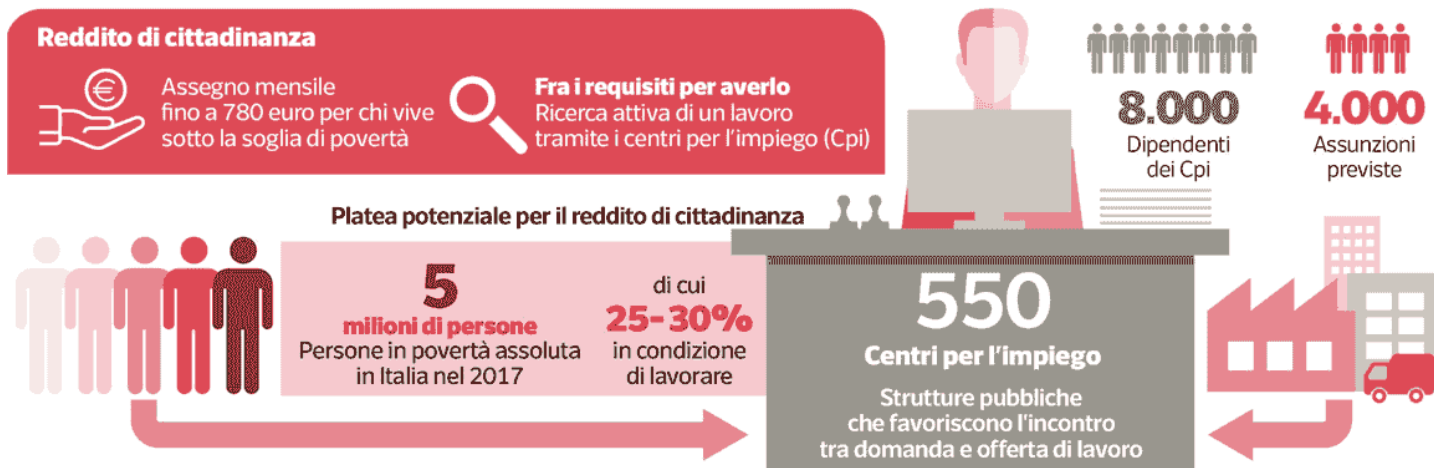 Reddito di cittadinanza
Assegno mensile
fino a 780 euro per chi vive
sotto la soglia di povertà
Fra i requisiti per averlo
Ricerca attiva di un lavoro
tramite i centri per l'impiego (Cpi)
8.000
Dipendenti
dei Cpi
4.000
Assunzioni
previste
Platea potenziale per il reddito di cittadinanza
5
milioni di persone
Persone in povertà assoluta
in Italia nel 2017
di cui
25-30%
in condizione
di lavorare
550
Centri per l'impiego
Strutture pubbliche
che favoriscono l'incontro
tra domanda e offerta di lavoro